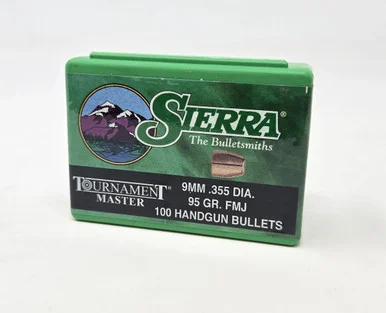 SIERRA®
The Bulletsmiths
TOURNAMENT®
MASTER
9MM .355 DIA.
95 GR. FMJ
100 HANDGUN BULLETS